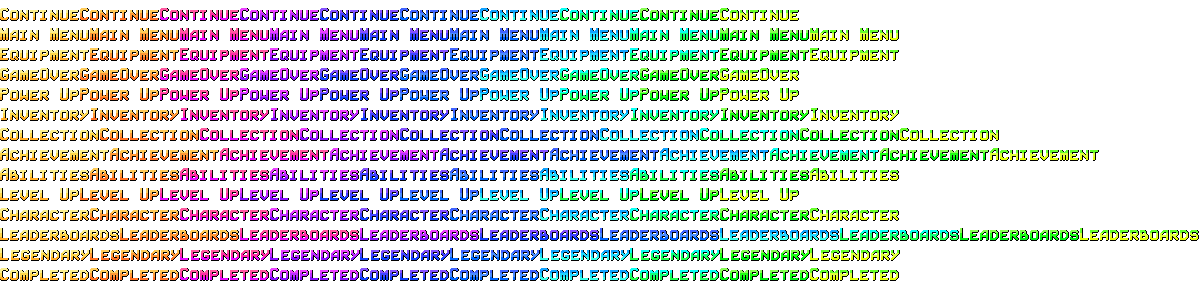 ContinueContinueContinueContinueContinueContinueContinueContinueContinueContinue
Main MenuMain MenuMain MenuMain MenuMain MenuMain MenuMain MenuMain MenuMain MenuMain Menu
EquipmentEquipmentEquipmentEquipmentEquipmentEquipmentEquipmentEquipmentEquipmentEquipment
GameOverGameOverGameOverGameOverGameOverGameOverGameOverGameOverGameOverGameOver
Power UpPower UpPower UpPower UpPower UpPower UpPower UpPower UpPower UpPower Up
InventoryInventoryInventoryInventoryInventoryInventoryInventoryInventoryInventoryInventory
CollectionCollectionCollectionCollectionCollectionCollectionCollectionCollectionCollectionCollection
AchievementAchievementAchievementAchievementAchievementAchievementAchievementAchievementAchievementAchievement
AbilitiesAbilitiesAbilitiesAbilitiesAbilitiesAbilitiesAbilitiesAbilitiesAbilitiesAbilities
Level UpLevel UpLevel UpLevel UpLevel UpLevel UpLevel UpLevel UpLevel UpLevel Up
CharacterCharacterCharacterCharacterCharacterCharacterCharacterCharacterCharacterCharacter
LeaderboardsLeaderboardsLeaderboardsLeaderboardsLeaderboardsLeaderboardsLeaderboardsLeaderboardsLeaderboardsLeaderboards
LegendaryLegendaryLegendaryLegendaryLegendaryLegendaryLegendaryLegendaryLegendaryLegendary
CompletedCompletedCompletedCompletedCompletedCompletedCompletedCompletedCompletedCompleted